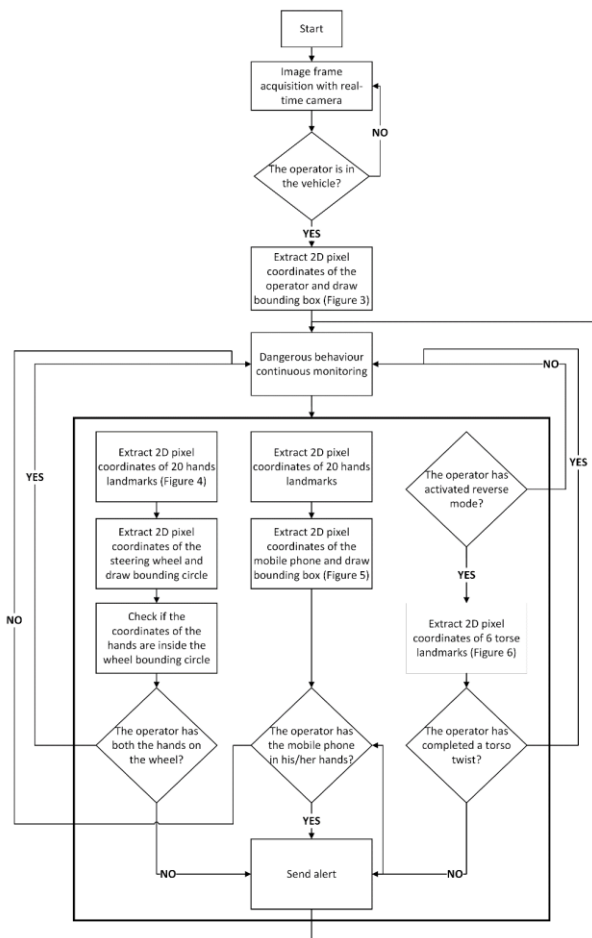 Start
Image frame
acquisition with real-
time camera
NO
The operator is in
the vehicle?
YES
Extract 2D pixel
coordinates of the
operator and draw
bounding box (Figure 3)
Dangerous behaviour
continuous monitoring
NO
YES
YES
NO
Extract 2D pixel
coordinates of 20 hands
landmarks (Figure 4)
Extract 2D pixel
coordinates of the
steering wheel and
draw bounding circle
Check if the
coordinates of the
hands are inside the
wheel bounding circle
The operator has
both the hands on
the wheel?
NO
Extract 2D pixel
coordinates of 20 hands
landmarks
Extract 2D pixel
coordinates of the
mobile phone and draw
bounding box (Figure 5)
The operator has
the mobile phone
in his/her hands?
YES
The operator has
activated reverse
mode?
YES
Extract 2D pixel
coordinates of 6 torse
landmarks (Figure 6)
The operator has
completed a torso
twist?
NO
Send alert